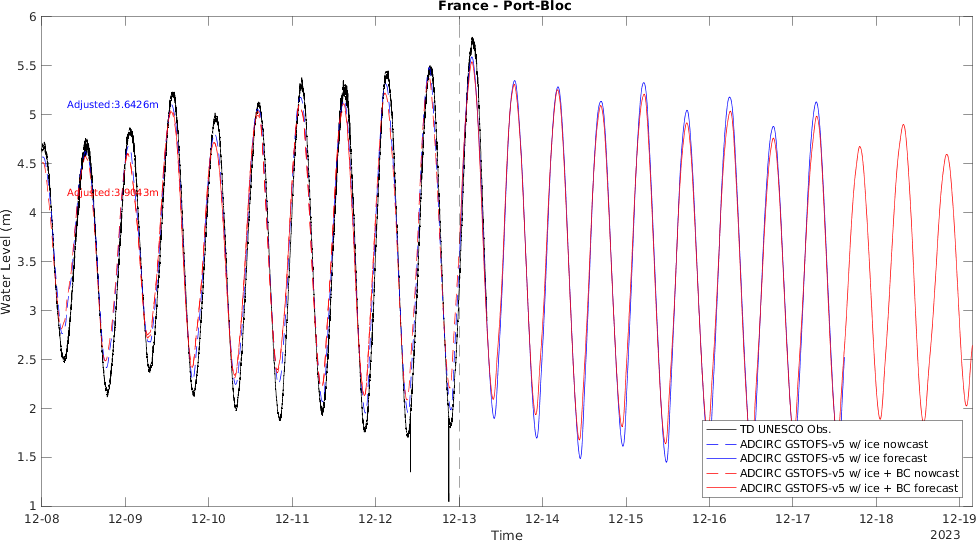 France - Port-Bloc
6
5.5
5
4.5
4
3.5
3
2.5
2
1.5
1
Water Level (m)
Adjusted:3.6426m
Adjusted:3.9043m
TD UNESCO Obs.
ADCIRC GSTOFS-v5 w/ ice nowcast
ADCIRC GSTOFS-v5 w/ ice forecast
ADCIRC GSTOFS-v5 w/ ice + BC nowcast
ADCIRC GSTOFS-v5 w/ ice + BC forecast
12-08 12-09 12-10 12-11 12-12 12-13 12-14 12-15 12-16 12-17 12-18 12-19
Time
2023